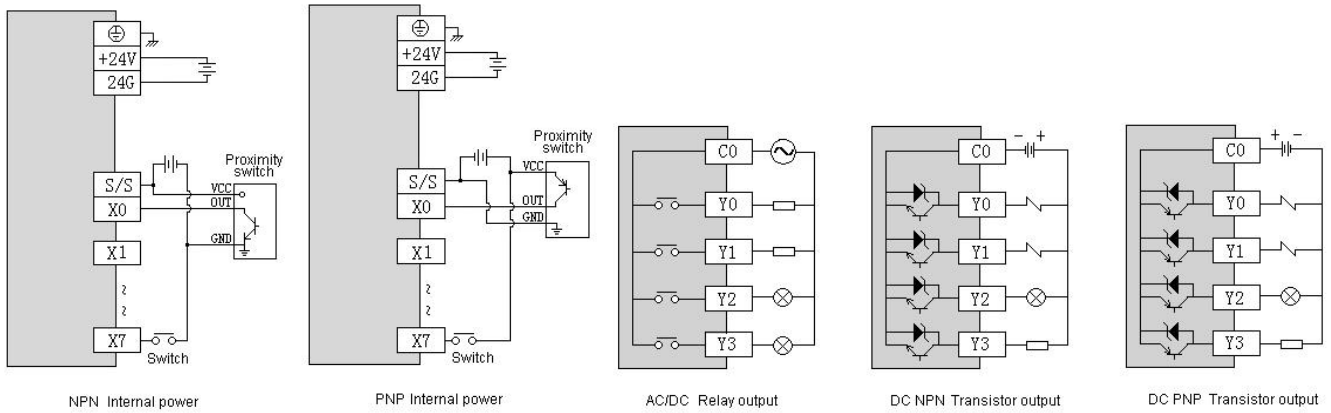 +24V
24G
S/S
X0
X1
X7
Switch
VCC
OUT
GND
Proximity
switch
NPN Internal power
+24V
24G
S/S
X0
X1
X7
Switch
VCC
OUT
GND
Proximity
switch
PNP Internal power
C0
Y0
Y1
Y2
Y3
AC/DC Relay output
- +
C0
Y0
Y1
Y2
Y3
DC NPN Transistor output
+ -
C0
Y0
Y1
Y2
Y3
DC PNP Transistor output